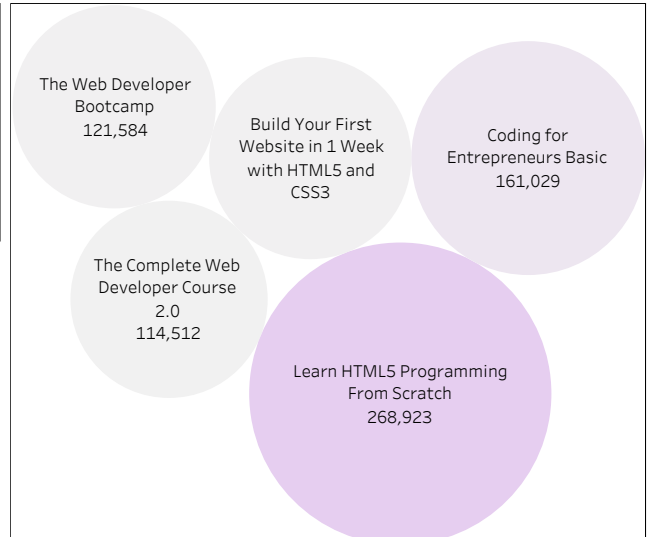 The Web Developer
Bootcamp
121,584
Build Your First
Website in 1 Week
with HTML5 and
CSS3
Coding for
Entrepreneurs Basic
161,029
The Complete Web
Developer Course
2.0
114,512
Learn HTML5 Programming
From Scratch
268,923